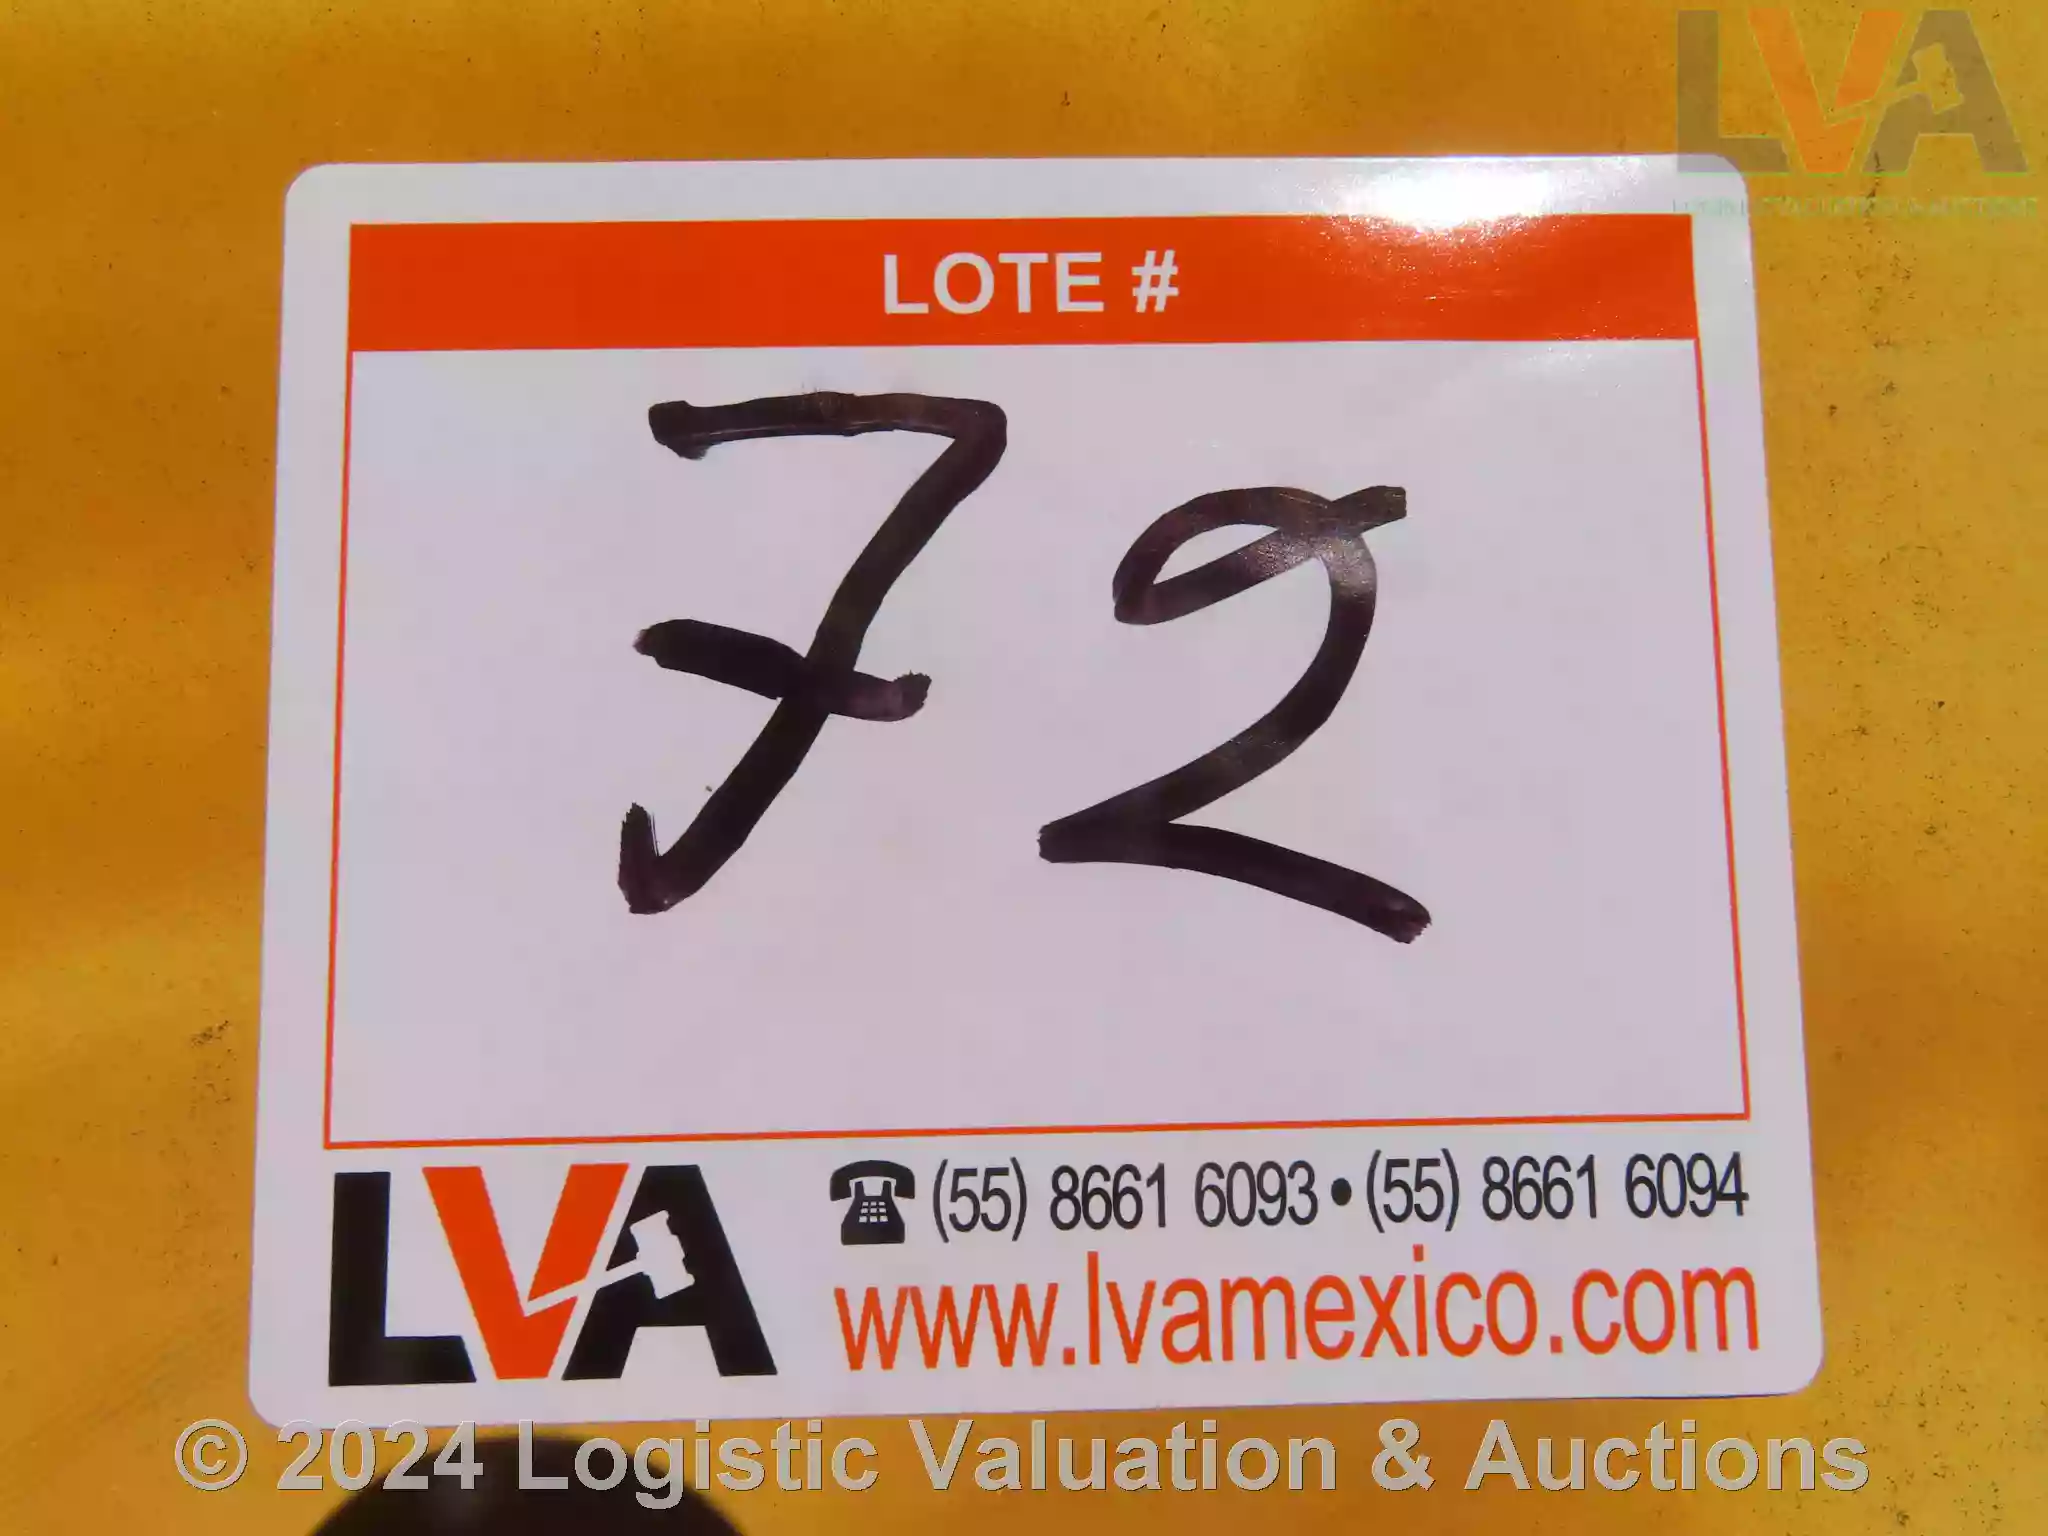 LVA
LOTE #
72
LVA
(55) 8661 6093 • (55) 8661 6094
www.lvamexico.com
© 2024 Logistic Valuation & Auctions